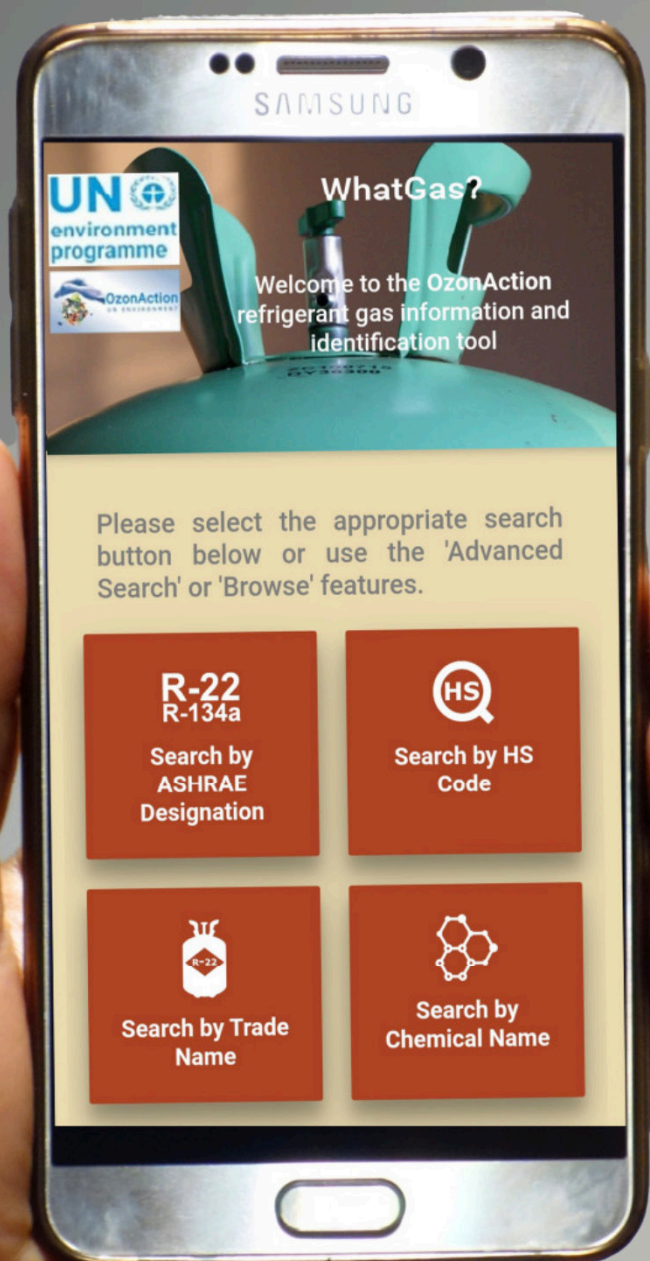 SAMSUNG
UN
environment
programme
OzonAction
UN ENVIRONMENT
WhatGas?
Welcome to the OzonAction
refrigerant gas information and
identification tool
Please select the appropriate search
button below or use the 'Advanced
Search' or 'Browse' features.
R-22
R-134a
Search by
ASHRAE
Designation
HS
Search by HS
Code
R-22
Search by Trade
Name
Search by
Chemical Name